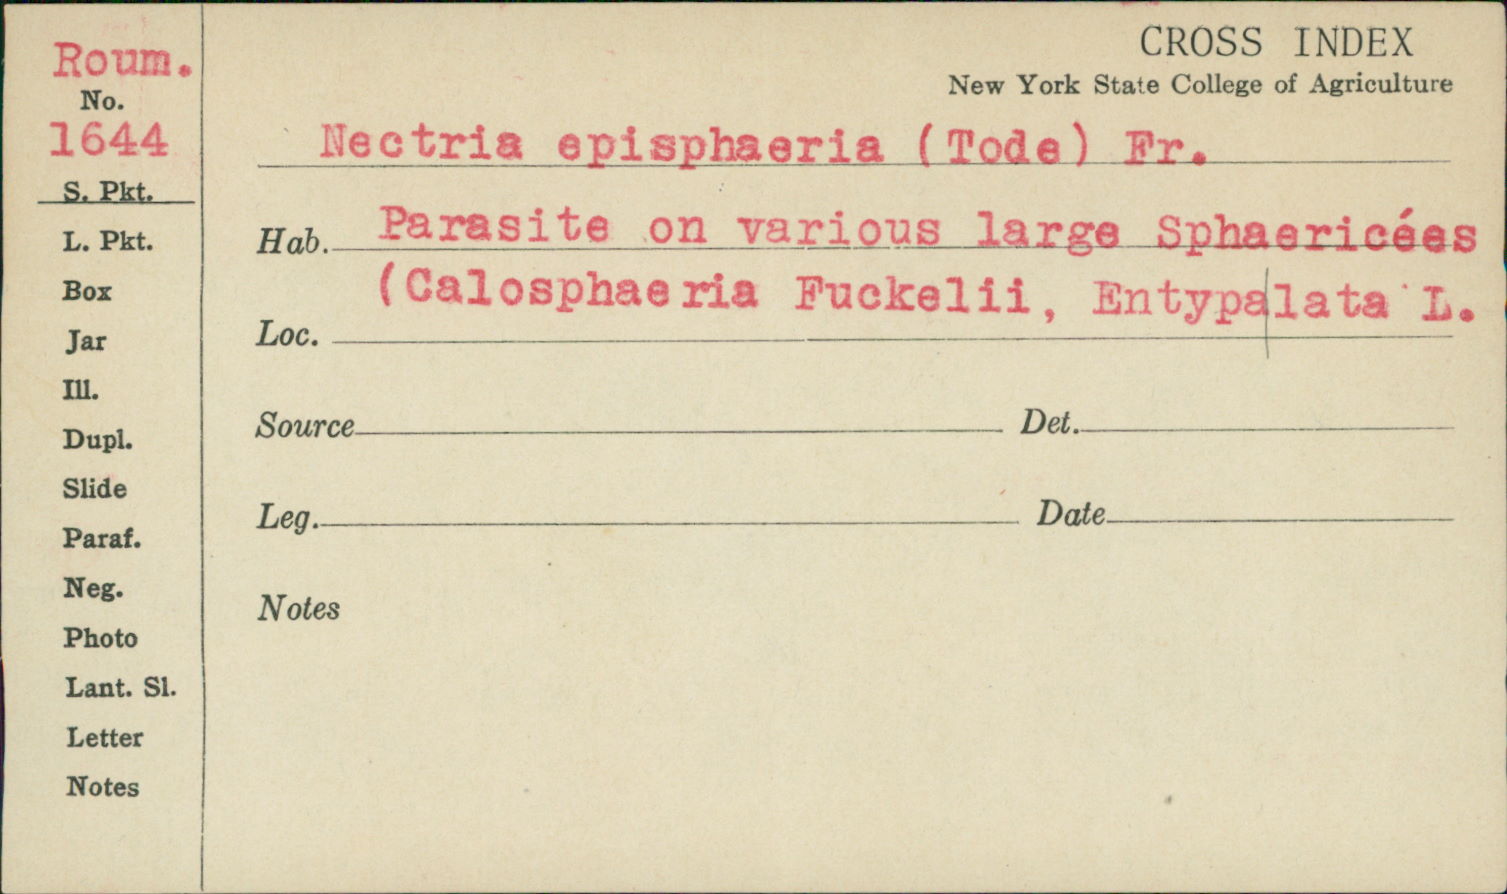 Roum.
No.
1644
S. Pkt.
L. Pkt.
Box
Jar
Ill.
Dupl.
Slide
Paraf.
Neg.
Photo
Lant. Sl.
Letter
Notes
CROSS INDEX
New York State College of Agriculture
Nectria episphaeria (Tode) Fr.
Hab. Parasite on various large Sphaericées
(Calosphaeria Fuckelii, Entypa|lata L.
Loc.
Source Det.
Leg. Date
Notes